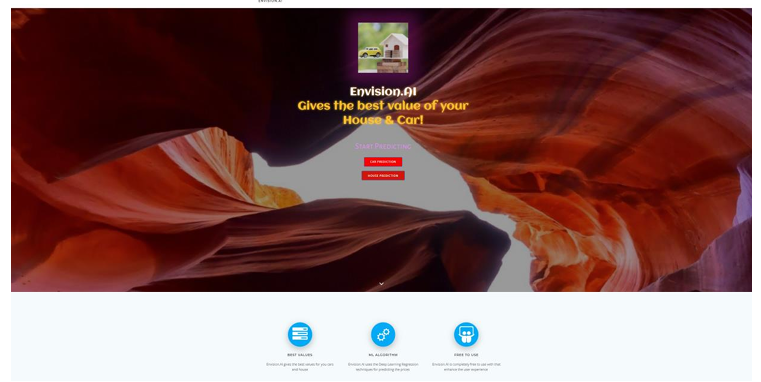 ENVISION.AI
Envision.AI
Gives the best value of your
House & Car!
Start Predicting
CAR PREDICTION
HOUSE PREDICTION
BEST VALUES
ML ALGORITHM
FREE TO USE
Envision.AI gives the best values for you care
and house
Envision.AI uses the Deep Learning Regression
techniques for predicting the prices
Envision.AI is completely free to use with that
enhance the user experience